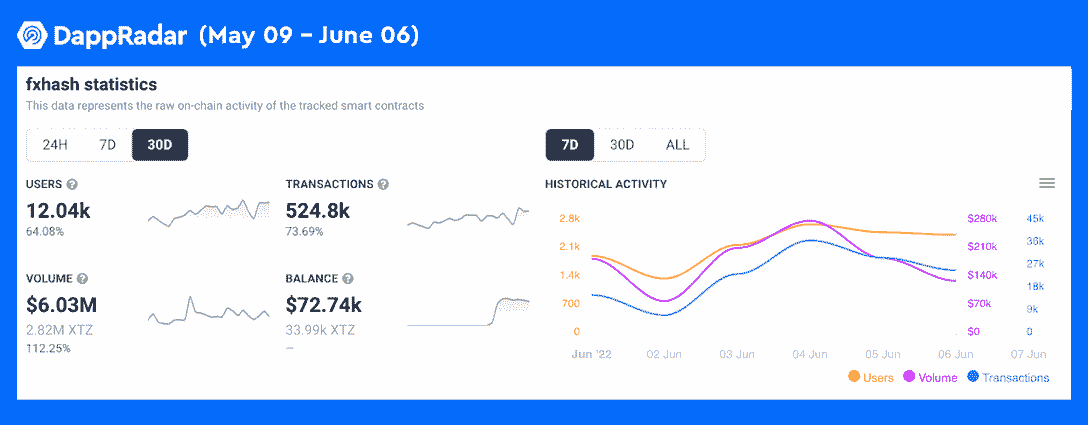 DappRadar (May 09 – June 06)
fxhash statistics
This data represents the raw on-chain activity of the tracked smart contracts
24H 7D 30D
7D 30D ALL
USERS ?
12.04k
64.08%
TRANSACTIONS ?
524.8k
73.69%
VOLUME ?
$6.03M
2.82M XTZ
112.25%
BALANCE ?
$72.74k
33.99k XTZ
—
HISTORICAL ACTIVITY
2.8k $280k 45k
2.1k $210k 36k
1.4k $140k 27k
700 $70k 18k
0 $0 9k
0
Jun '22 02 Jun 03 Jun 04 Jun 05 Jun 06 Jun 07 Jun
Users Volume Transactions